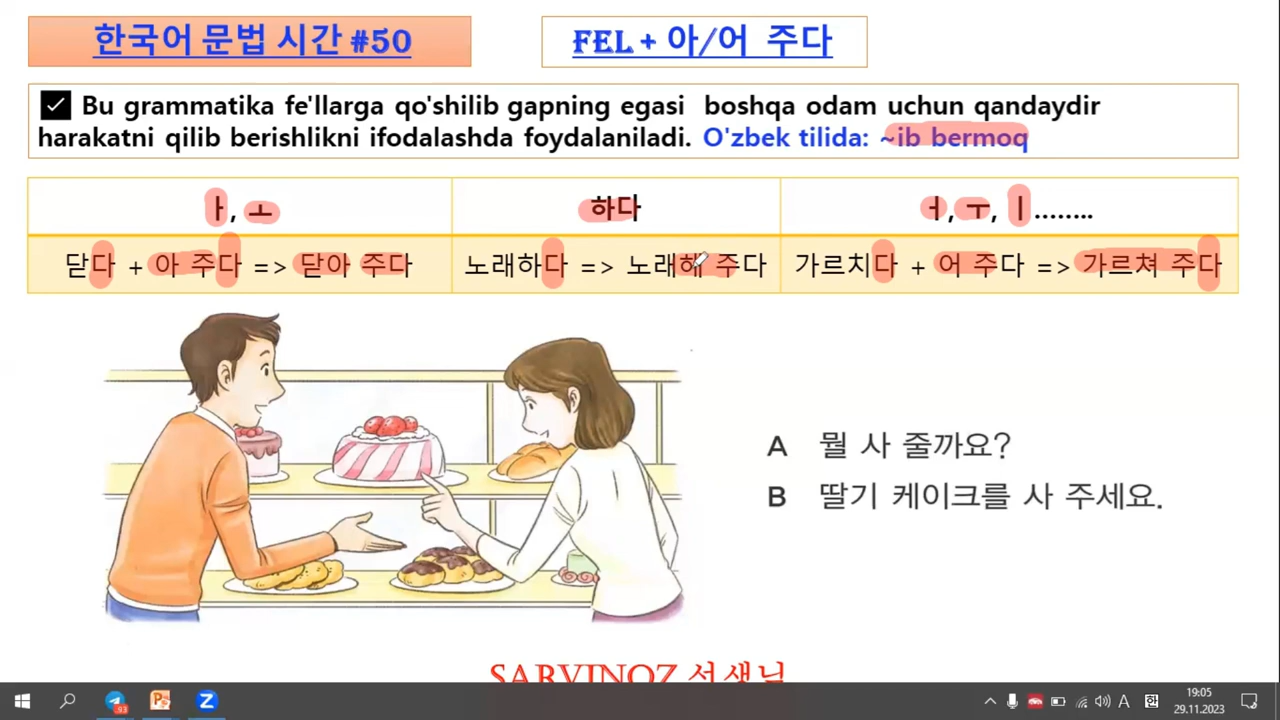 한국어 문법 시간 #50
FEL + 아/어 주다
Bu grammatika fe'llarga qo'shilib gapning egasi boshqa odam uchun qandaydir
harakatni qilib berishlikni ifodalashda foydalaniladi. O'zbek tilida: ~ib bermoq
ㅏ, ㅗ
하다
ㅓ, ㅜ, ㅣ........
닫다 + 아 주다 => 닫아 주다
노래하다 => 노래해 주다
가르치다 + 어 주다 => 가르쳐 주다
A 뭘 사 줄까요?
B 딸기 케이크를 사 주세요.
SARVINOZ 선생님
93
A
한
19:05
29.11.2023